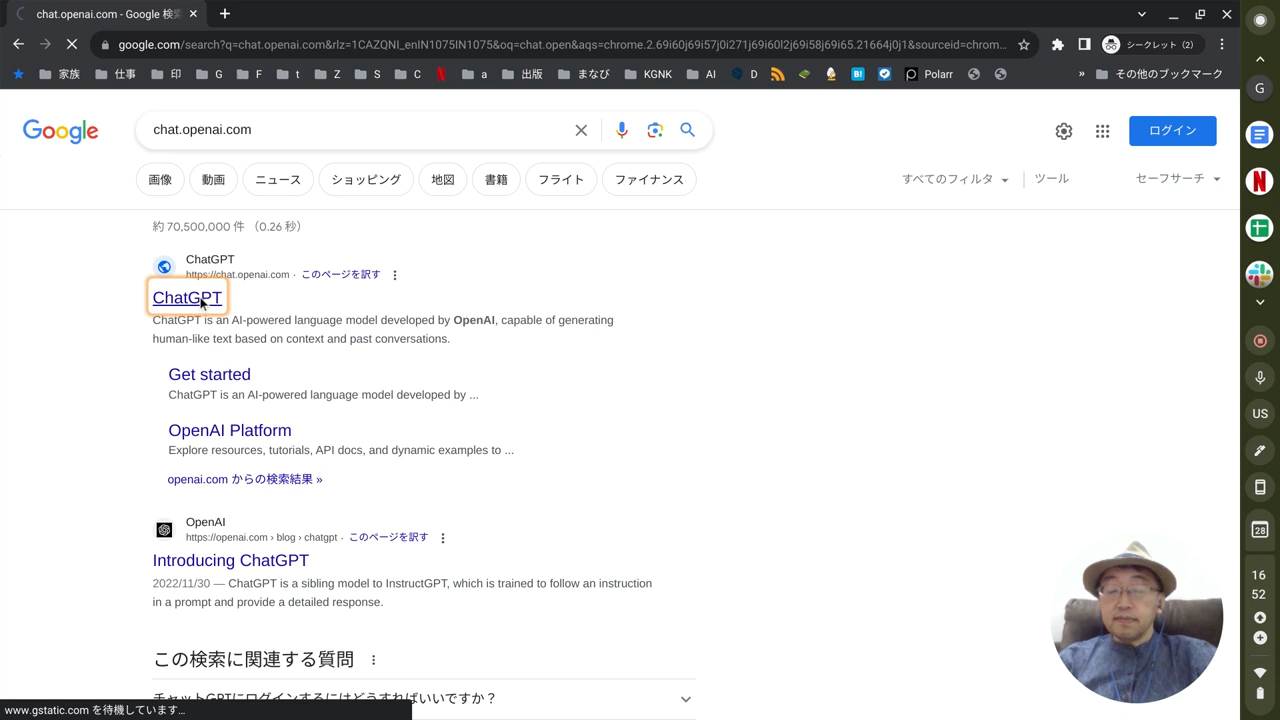 chat.openai.com - Google 検索
google.com/search?q=chat.openai.com&rlz=1CAZQNI_enIN1075IN1075&oq=chat.open&aqs=chrome.2.69i60j69i57j0i271j69i60l2j69i58j69i65.21664j0j1&sourceid=chrom...
シークレット（2）
家族
仕事
印
G
F
t
Z
S
C
a
出版
まなび
KGNK
AI
D
B!
Polarr
»
その他のブックマーク
Google
chat.openai.com
ログイン
画像
動画
ニュース
ショッピング
地図
書籍
フライト
ファイナンス
すべてのフィルタ
ツール
セーフサーチ
約 70,500,000 件 （0.26 秒）
ChatGPT
https://chat.openai.com · このページを訳す
ChatGPT
ChatGPT is an AI-powered language model developed by OpenAI, capable of generating
human-like text based on context and past conversations.
Get started
ChatGPT is an AI-powered language model developed by ...
OpenAI Platform
Explore resources, tutorials, API docs, and dynamic examples to ...
openai.com からの検索結果 »
OpenAI
https://openai.com › blog › chatgpt · このページを訳す
Introducing ChatGPT
2022/11/30 — ChatGPT is a sibling model to InstructGPT, which is trained to follow an instruction
in a prompt and provide a detailed response.
この検索に関連する質問
チャットGPTにログインするにはどうすればいいですか？
www.gstatic.com を待機しています…
G
N
US
28
16
52